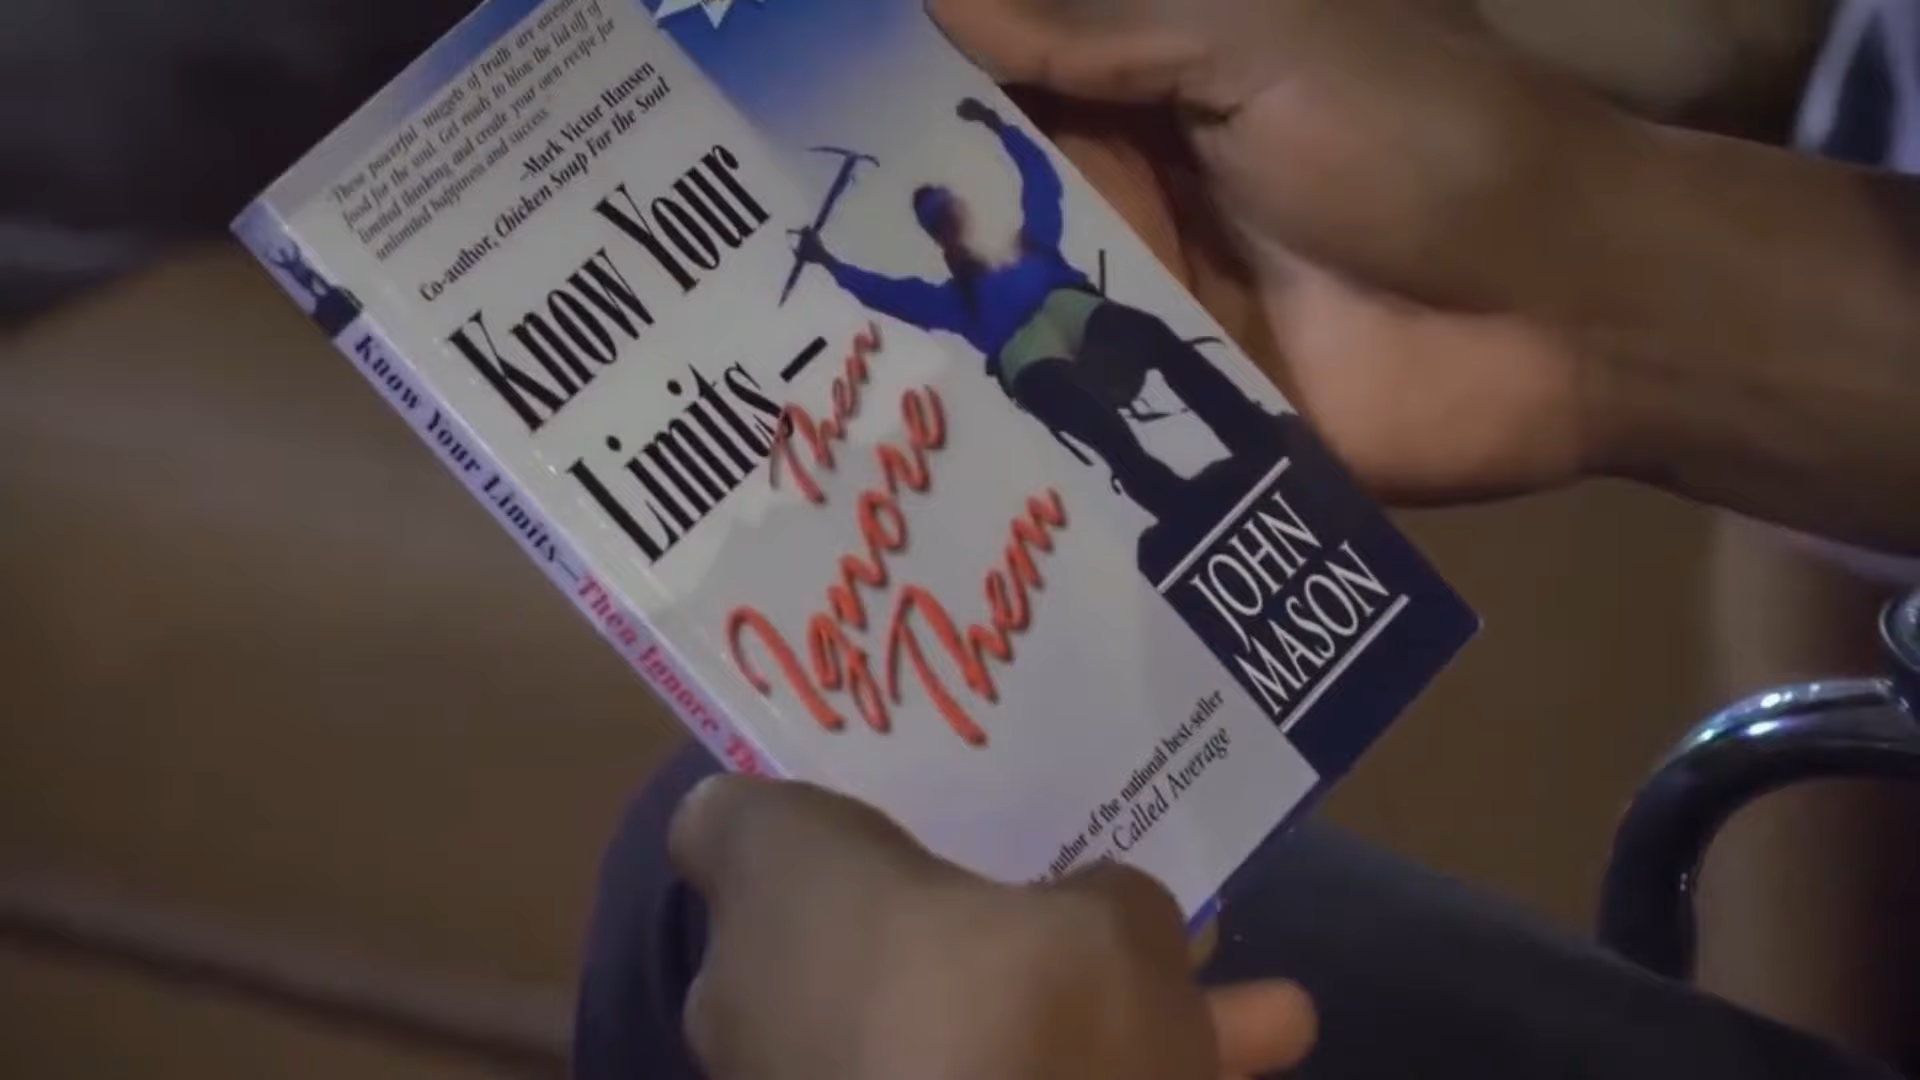 "These powerful nuggets of Truth are awesome
food for the soul. Get ready to blow the lid off of
limited thinking and create your own recipe for
unlimited happiness and success"
-Mark Victor Hansen
Co-author, Chicken Soup For the Soul
Know Your
Limits-
Them
Ignore
Them
JOHN
MASON
author of the national best-seller
Called Average
Know Your Limits—Then Ignore